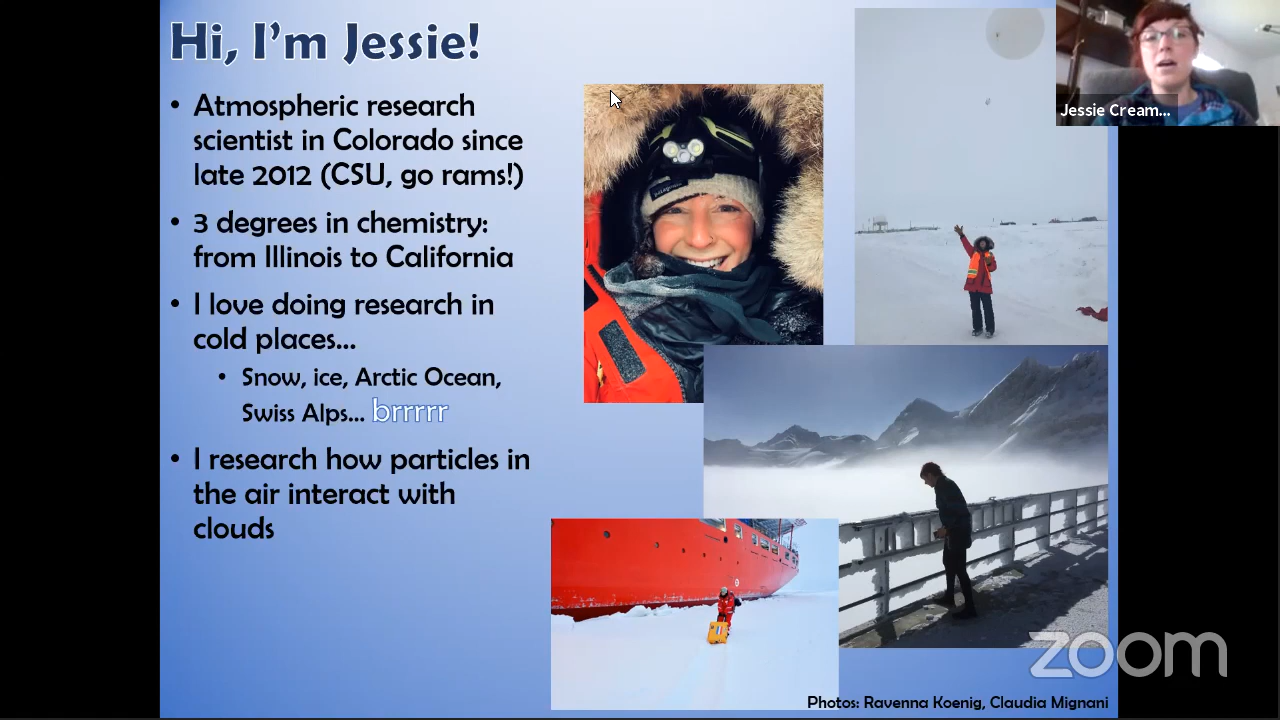 Hi, I'm Jessie!
• Atmospheric research
scientist in Colorado since
late 2012 (CSU, go rams!)
• 3 degrees in chemistry:
from Illinois to California
• I love doing research in
cold places...
• Snow, ice, Arctic Ocean,
Swiss Alps... brrrrr
• I research how particles in
the air interact with
clouds
Jessie Cream...
patagonia
zoom
Photos: Ravenna Koenig, Claudia Mignani